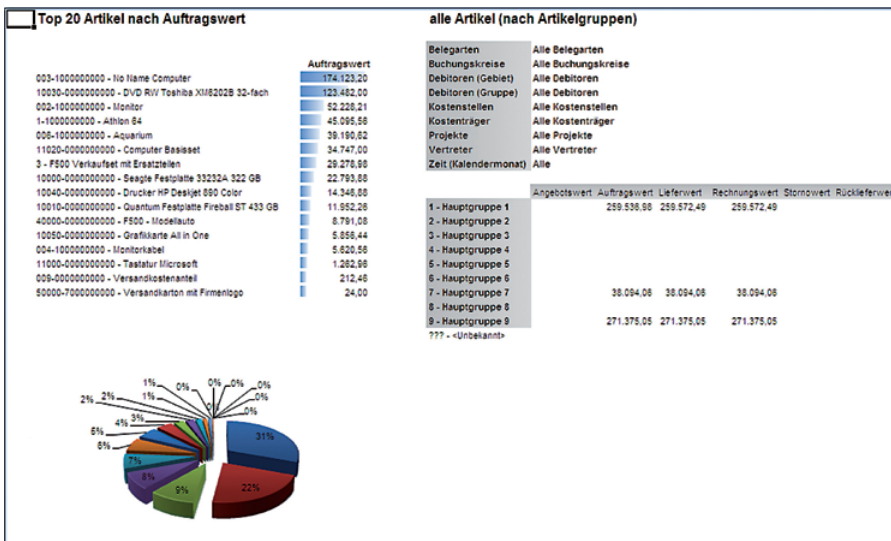 Top 20 Artikel nach Auftragswert
Auftragswert
003-1000000000 - No Name Computer 174.123,20
10030-0000000000 - DVD RW Toshiba XM6202B 32-fach 123.482,00
002-1000000000 - Monitor 52.228,21
1-1000000000 - Athlon 64 45.095,56
006-1000000000 - Aquarium 39.190,62
11020-0000000000 - Computer Basisset 34.747,00
3 - F500 Verkaufset mit Ersatzteilen 29.278,98
10000-0000000000 - Seagte Festplatte 33232A 322 GB 22.793,88
10040-0000000000 - Drucker HP Deskjet 890 Color 14.346,88
10010-0000000000 - Quantum Festplatte Fireball ST 433 GB 11.952,26
40000-0000000000 - F500 - Modellauto 8.791,08
10050-0000000000 - Grafikkarte All in One 5.856,44
004-1000000000 - Monitorkabel 5.620,56
11000-0000000000 - Tastatur Microsoft 1.262,96
009-0000000000 - Versandkostenanteil 212,46
50000-7000000000 - Versandkarton mit Firmenlogo 24,00
alle Artikel (nach Artikelgruppen)
Belegarten Alle Belegarten
Buchungskreise Alle Buchungskreise
Debitoren (Gebiet) Alle Debitoren
Debitoren (Gruppe) Alle Debitoren
Kostenstellen Alle Kostenstellen
Kostenträger Alle Kostenträger
Projekte Alle Projekte
Vertreter Alle Vertreter
Zeit (Kalendermonat) Alle
Angebotswert Auftragswert Lieferwert Rechnungswert Stornowert Rücklieferwer
1 - Hauptgruppe 1 259.536,98 259.572,49 259.572,49
2 - Hauptgruppe 2
3 - Hauptgruppe 3
4 - Hauptgruppe 4
5 - Hauptgruppe 5
6 - Hauptgruppe 6
7 - Hauptgruppe 7 38.094,06 38.094,06 38.094,06
8 - Hauptgruppe 8
9 - Hauptgruppe 9 271.375,05 271.375,05 271.375,05
??? - <Unbekannt>
1% 0% 0% 0% 0%
2% 2% 1% 0% 0%
4% 3%
5%
6%
7%
8%
9%
22%
31%